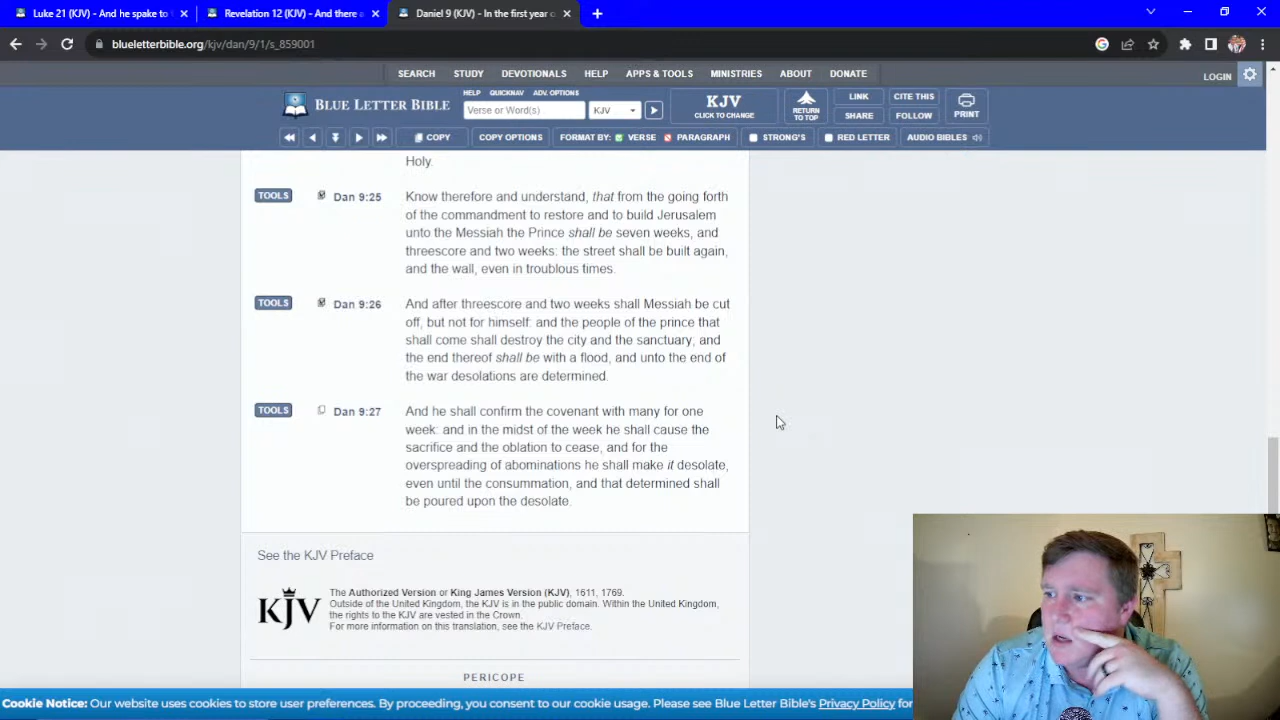 Luke 21 (KJV) - And he spake to
Revelation 12 (KJV) - And there a
Daniel 9 (KJV) - In the first year o
blueletterbible.org/kjv/dan/9/1/s_859001
SEARCH STUDY DEVOTIONALS HELP APPS & TOOLS MINISTRIES ABOUT DONATE LOGIN
BLUE LETTER BIBLE
HELP QUICKNAV ADV. OPTIONS
Verse or Word(s) KJV
KJV
CLICK TO CHANGE
RETURN
TO TOP
LINK CITE THIS
SHARE FOLLOW
PRINT
COPY COPY OPTIONS FORMAT BY: VERSE PARAGRAPH STRONG'S RED LETTER AUDIO BIBLES
Holy.
TOOLS Dan 9:25 Know therefore and understand, that from the going forth
of the commandment to restore and to build Jerusalem
unto the Messiah the Prince shall be seven weeks, and
threescore and two weeks: the street shall be built again,
and the wall, even in troublous times.
TOOLS Dan 9:26 And after threescore and two weeks shall Messiah be cut
off, but not for himself: and the people of the prince that
shall come shall destroy the city and the sanctuary; and
the end thereof shall be with a flood, and unto the end of
the war desolations are determined.
TOOLS Dan 9:27 And he shall confirm the covenant with many for one
week: and in the midst of the week he shall cause the
sacrifice and the oblation to cease, and for the
overspreading of abominations he shall make it desolate,
even until the consummation, and that determined shall
be poured upon the desolate.
See the KJV Preface
KJV
The Authorized Version or King James Version (KJV), 1611, 1769.
Outside of the United Kingdom, the KJV is in the public domain. Within the United Kingdom,
the rights to the KJV are vested in the Crown.
For more information on this translation, see the KJV Preface.
PERICOPE
Cookie Notice: Our website uses cookies to store user preferences. By proceeding, you consent to our cookie usage. Please see Blue Letter Bible's Privacy Policy for